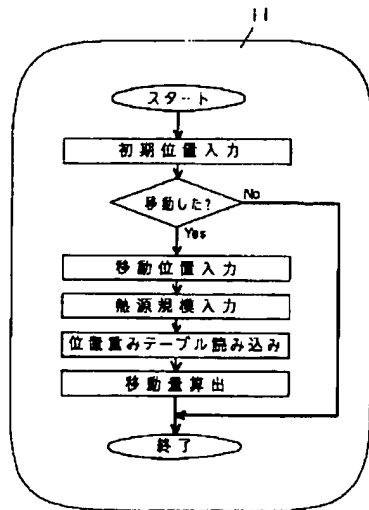 11
スタート
初期位置入力
移動した?
No
Yes
移動位置入力
熱源規模入力
位置重みテーブル読み込み
移動量算出
終了